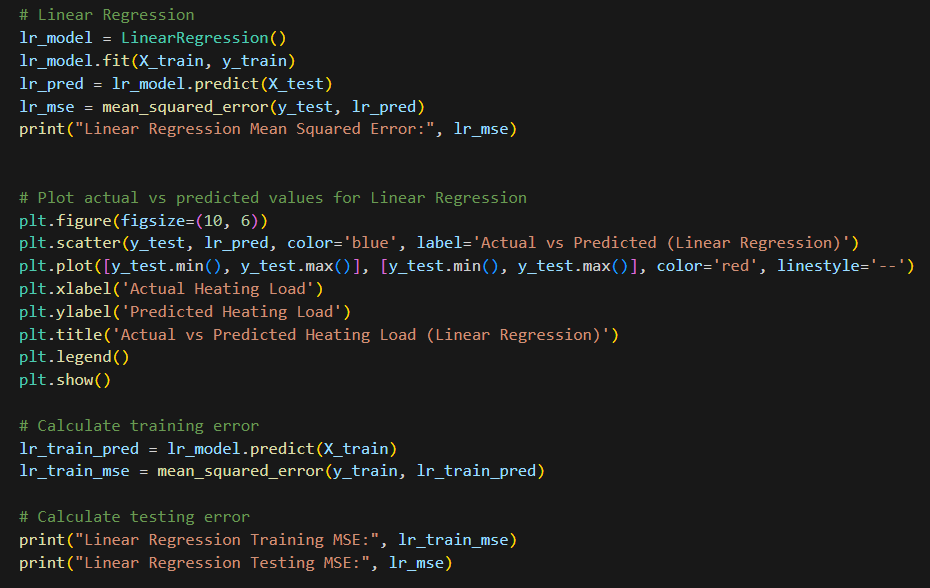 # Linear Regression
lr_model = LinearRegression()
lr_model.fit(X_train, y_train)
lr_pred = lr_model.predict(X_test)
lr_mse = mean_squared_error(y_test, lr_pred)
print("Linear Regression Mean Squared Error:", lr_mse)
# Plot actual vs predicted values for Linear Regression
plt.figure(figsize=(10, 6))
plt.scatter(y_test, lr_pred, color='blue', label='Actual vs Predicted (Linear Regression)')
plt.plot([y_test.min(), y_test.max()], [y_test.min(), y_test.max()], color='red', linestyle='--')
plt.xlabel('Actual Heating Load')
plt.ylabel('Predicted Heating Load')
plt.title('Actual vs Predicted Heating Load (Linear Regression)')
plt.legend()
plt.show()
# Calculate training error
lr_train_pred = lr_model.predict(X_train)
lr_train_mse = mean_squared_error(y_train, lr_train_pred)
# Calculate testing error
print("Linear Regression Training MSE:", lr_train_mse)
print("Linear Regression Testing MSE:", lr_mse)